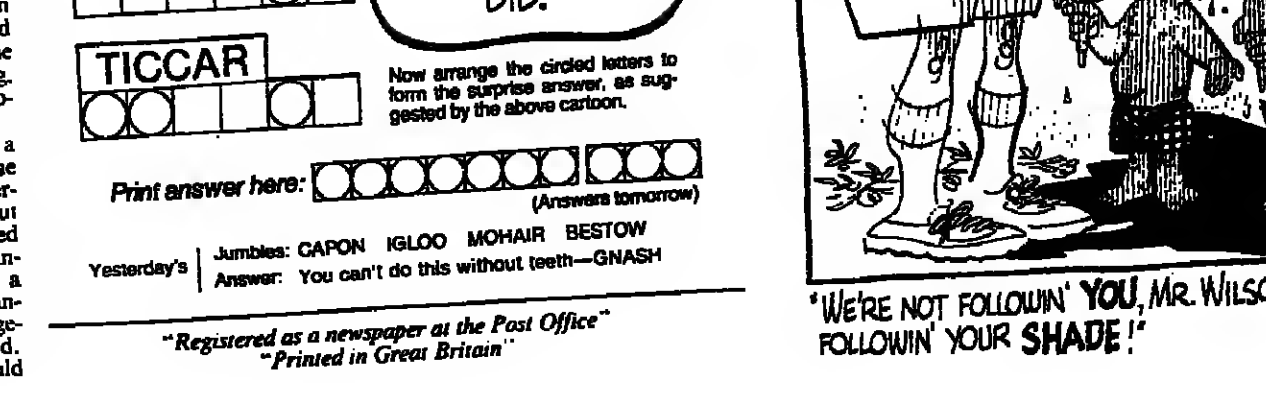 DID.
TICCAR
Now arrange the circled letters to
form the surprise answer, as sug-
gested by the above cartoon.
Print answer here:
(Answers tomorrow)
Yesterday's
Jumbles: CAPON IGLOO MOHAIR BESTOW
Answer: You can't do this without teeth—GNASH
"Registered as a newspaper at the Post Office"
"Printed in Great Britain"
"WE'RE NOT FOLLOWIN' YOU, MR. WILSO
FOLLOWIN' YOUR SHADE!"